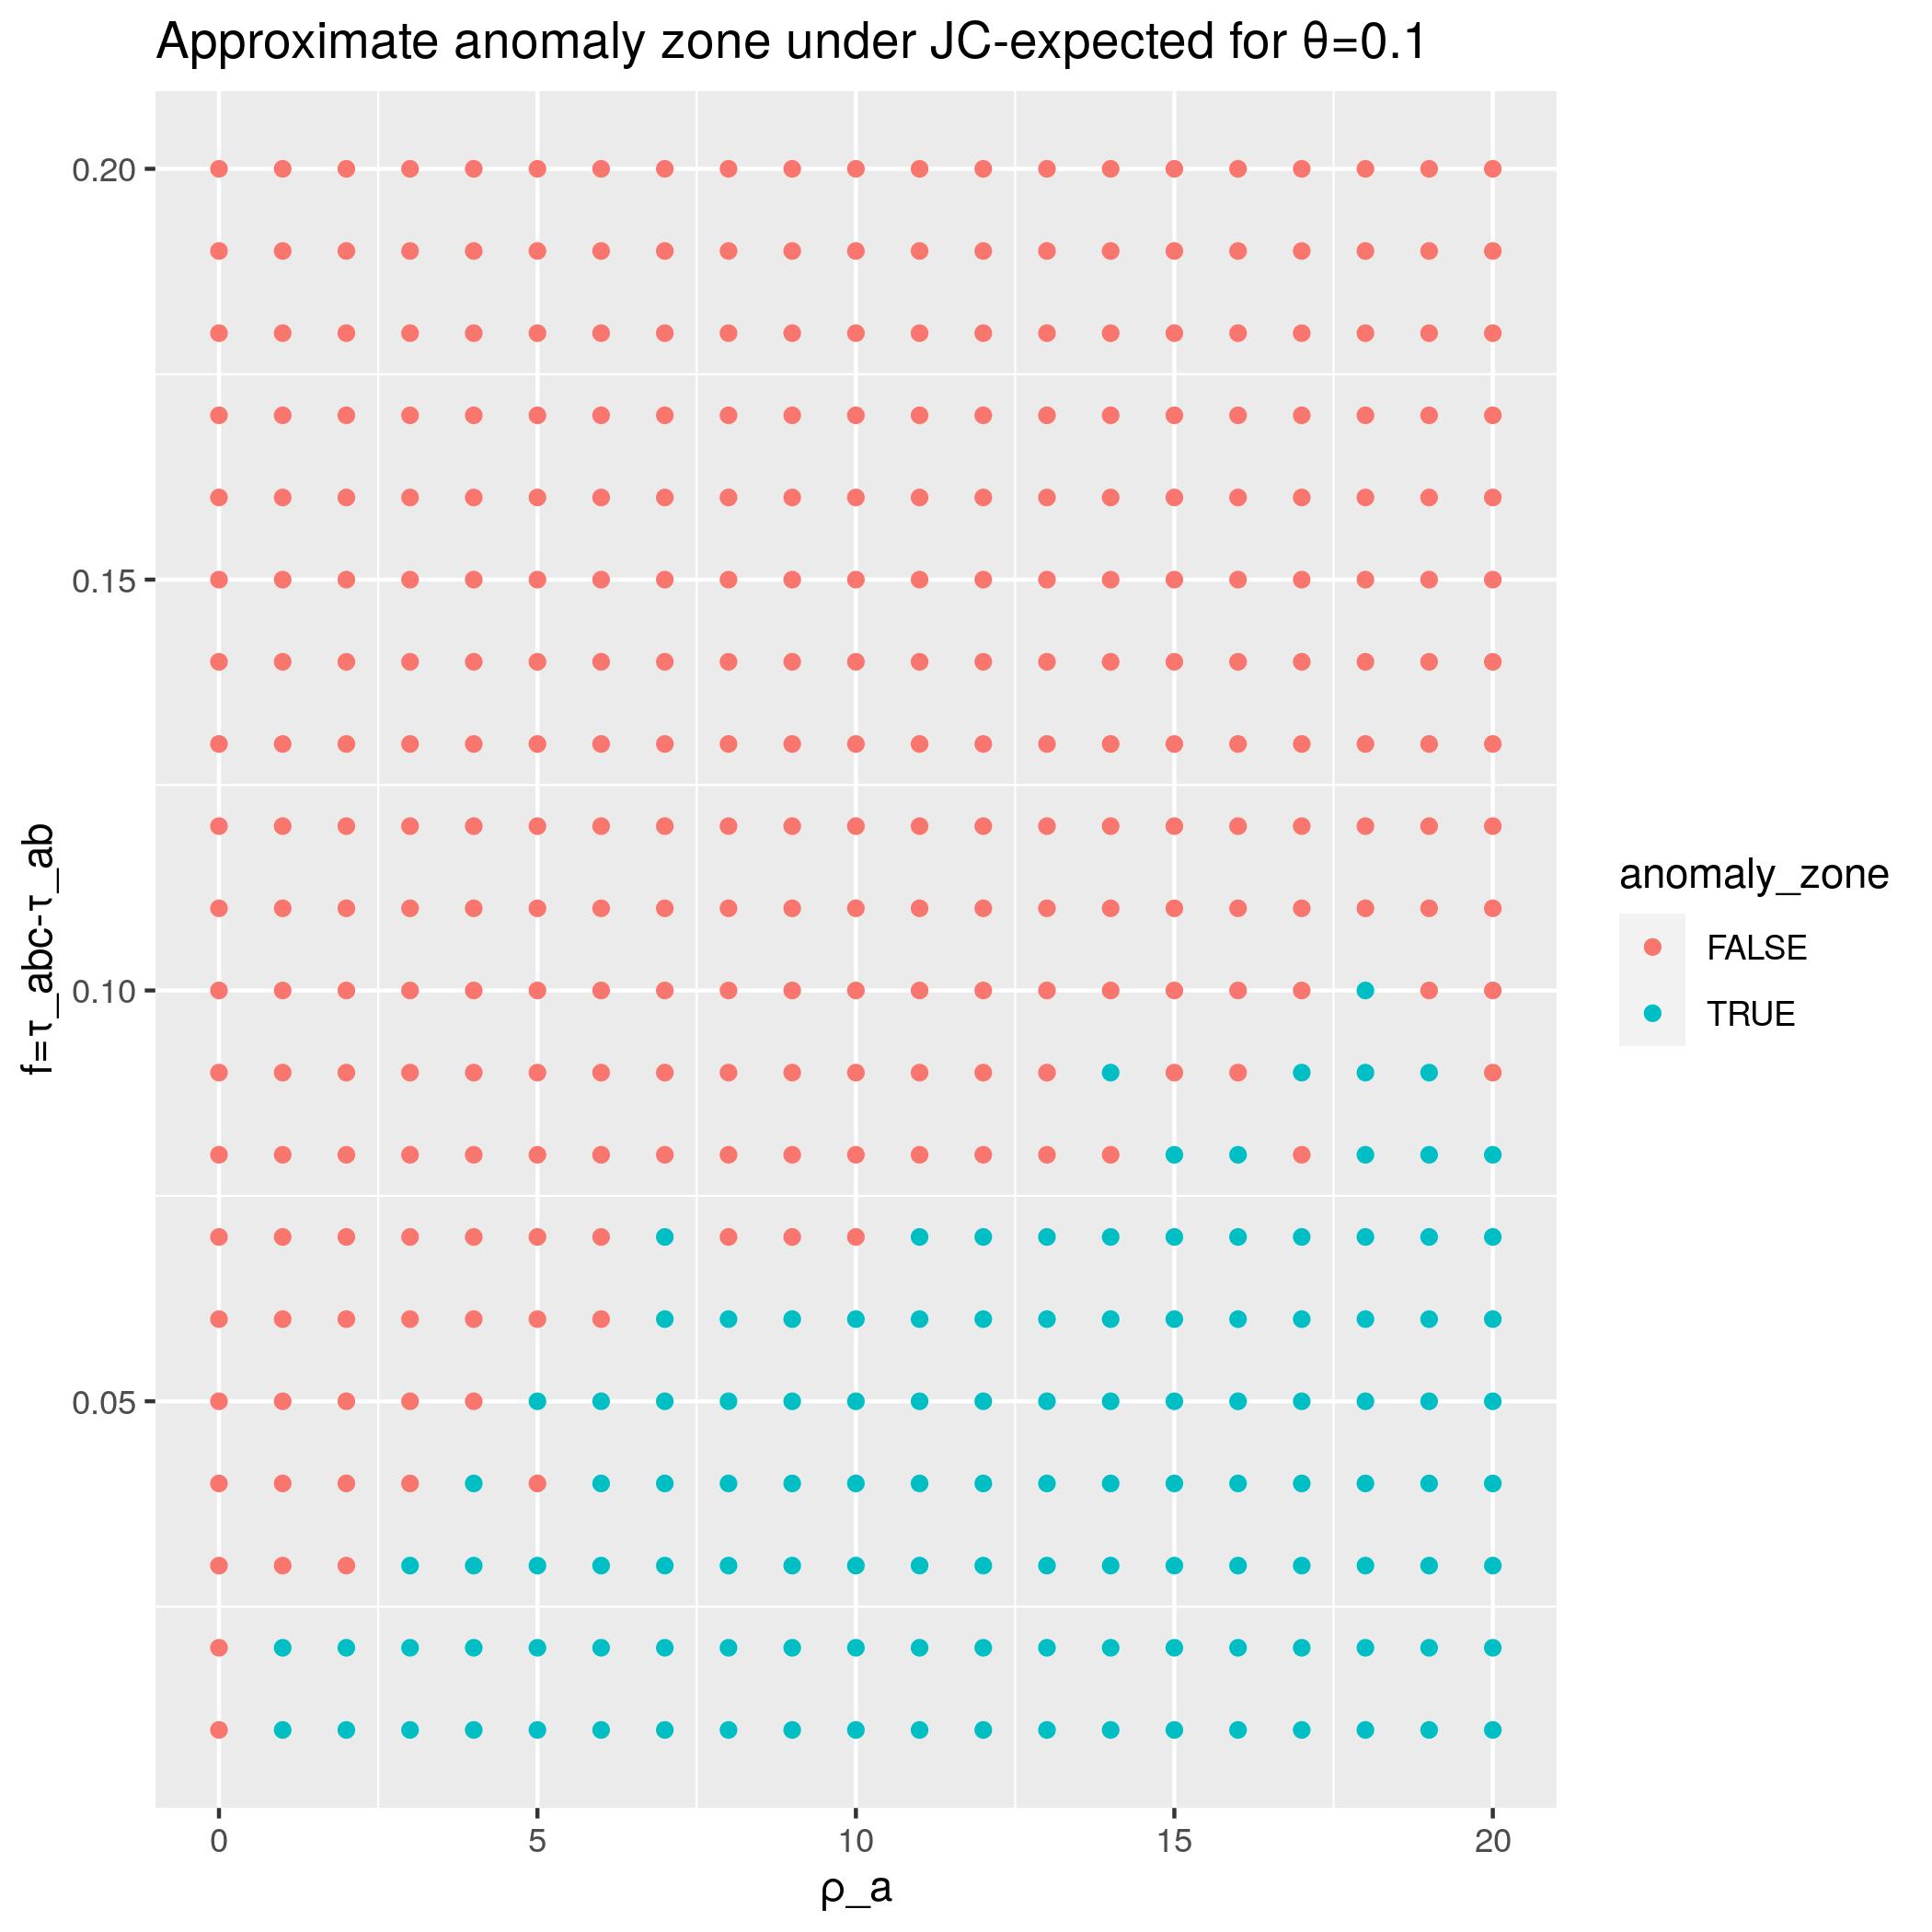 Approximate anomaly zone under JC-expected for θ=0.1
f=τ_abc-τ_ab
0.20
0.15
0.10
0.05
0 5 10 15 20
ρ_a
anomaly_zone
FALSE
TRUE